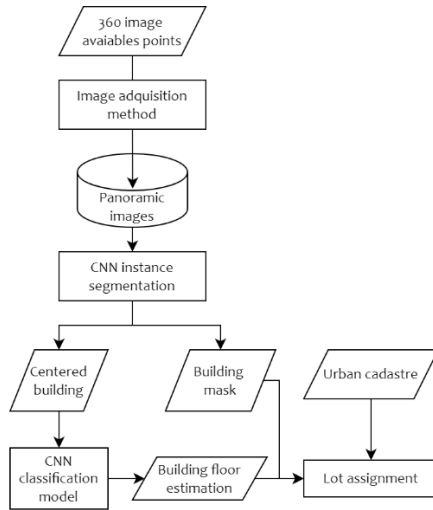 360 image
avaiables points
Image adquisition
method
Panoramic
images
CNN instance
segmentation
Centered
building
Building
mask
Urban cadastre
CNN
classification
model
Building floor
estimation
Lot assignment